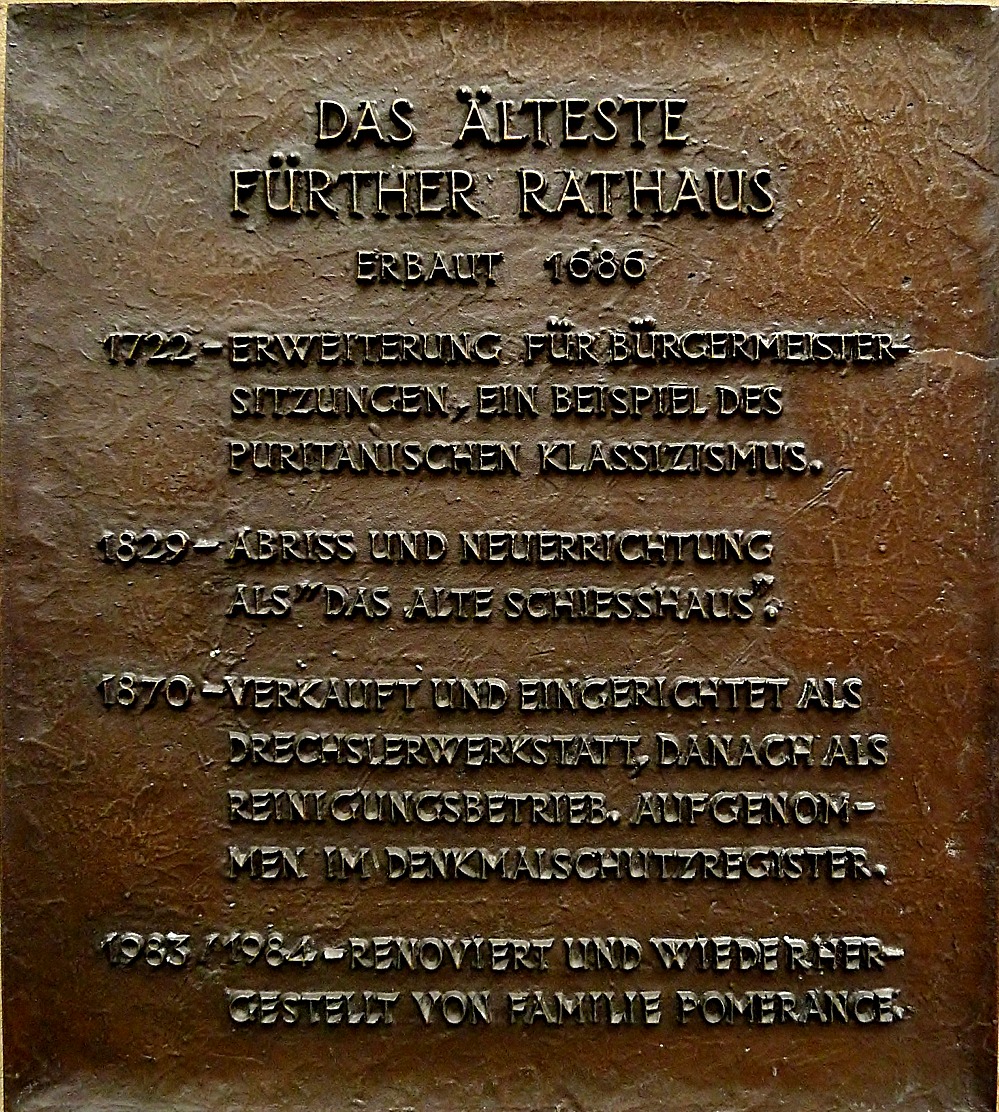 DAS ÄLTESTE
FÜRTHER RATHAUS
ERBAUT 1686
1722-ERWEITERUNG FÜR BÜRGERMEISTER-
SITZUNGEN, EIN BEISPIEL DES
PURITANISCHEN KLASSIZISMUS.
1829-ABRISS UND NEUERRICHTUNG
ALS "DAS ALTE SCHIESSHAUS".
1870-VERKAUFT UND EINGERICHTET ALS
DRECHSLERWERKSTATT, DANACH ALS
REINIGUNGSBETRIEB. AUFGENOM-
MEN IM DENKMALSCHUTZREGISTER.
1983/1984-RENOVIERT UND WIEDERHER-
GESTELLT VON FAMILIE POMERANCE.